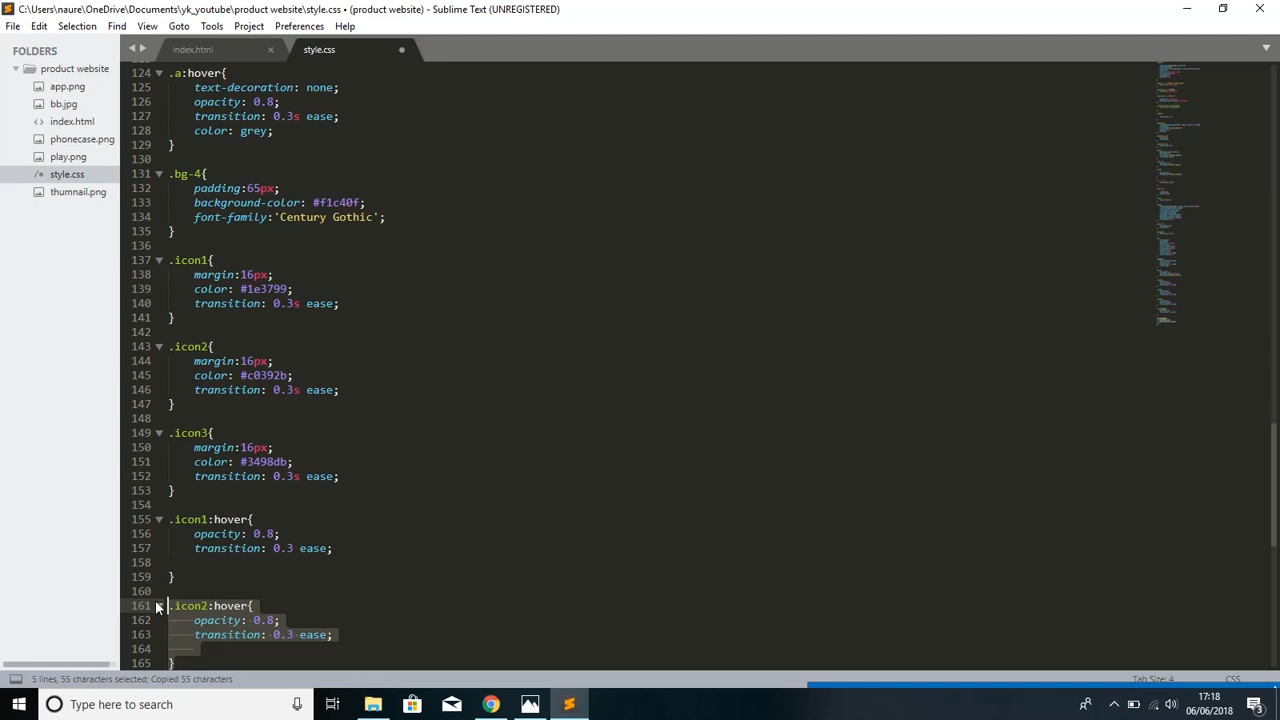 C:\Users\naure\OneDrive\Documents\yk_youtube\product website\style.css • (product website) - Sublime Text (UNREGISTERED)
File Edit Selection Find View Goto Tools Project Preferences Help
FOLDERS
product website
app.png
bb.jpg
index.html
phonecase.png
play.png
style.css
thumnail.png
index.html
style.css
124 .a:hover{
125 text-decoration: none;
126 opacity: 0.8;
127 transition: 0.3s ease;
128 color: grey;
129 }
130
131 .bg-4{
132 padding:65px;
133 background-color: #f1c40f;
134 font-family:'Century Gothic';
135 }
136
137 .icon1{
138 margin:16px;
139 color: #1e3799;
140 transition: 0.3s ease;
141 }
142
143 .icon2{
144 margin:16px;
145 color: #c0392b;
146 transition: 0.3s ease;
147 }
148
149 .icon3{
150 margin:16px;
151 color: #3498db;
152 transition: 0.3s ease;
153 }
154
155 .icon1:hover{
156 opacity: 0.8;
157 transition: 0.3 ease;
158
159 }
160
161 .icon2:hover{
162 opacity: 0.8;
163 transition: 0.3 ease;
164
165 }
5 lines, 55 characters selected; Copied 55 characters
Tab Size: 4
CSS
Type here to search
17:18
06/06/2018
3